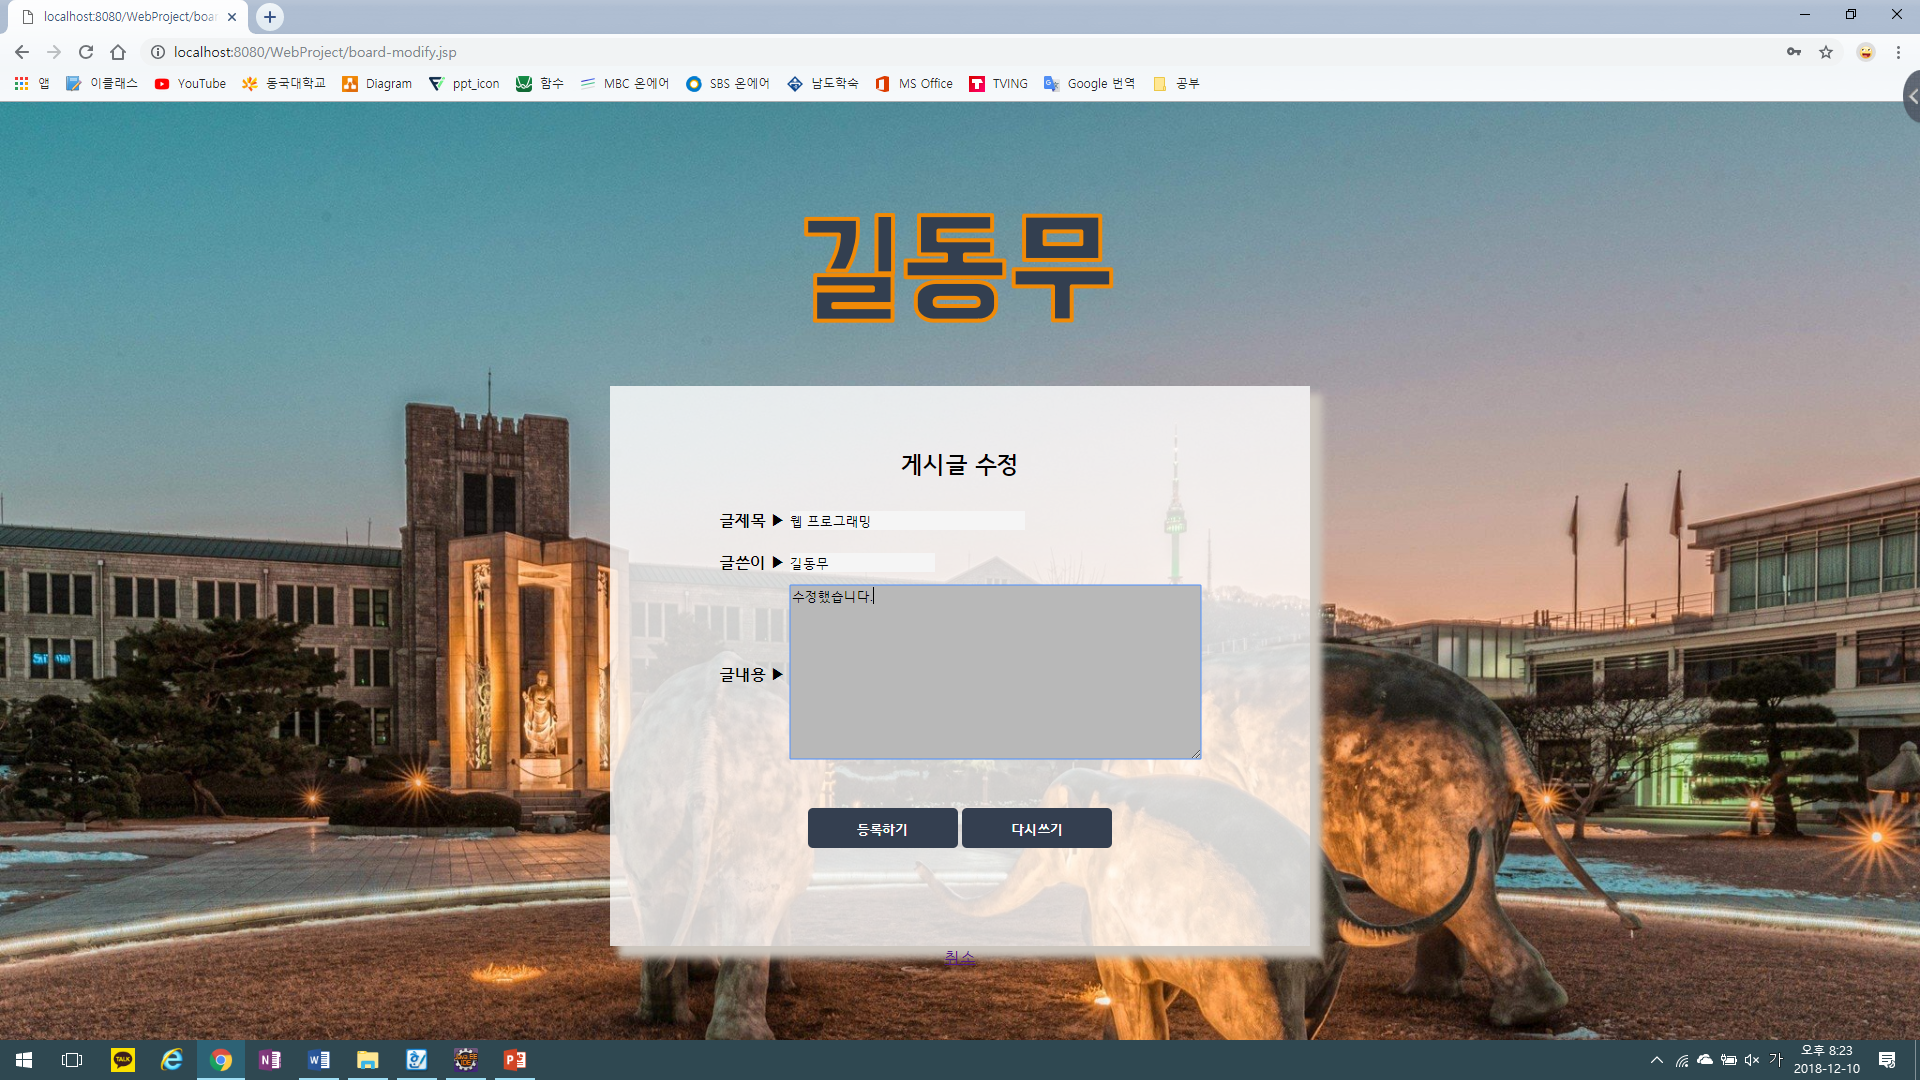 localhost:8080/WebProject/boar
localhost:8080/WebProject/board-modify.jsp
앱 이클래스 YouTube 동국대학교 Diagram ppt_icon 함수 MBC 온에어 SBS 온에어 남도학숙 MS Office TVING Google 번역 공부
길동무
게시글 수정
글제목 ▶ 웹 프로그래밍
글쓴이 ▶ 길동무
수정했습니다.
글내용 ▶
등록하기 다시쓰기
취소
TALK
가 오후 8:23
2018-12-10